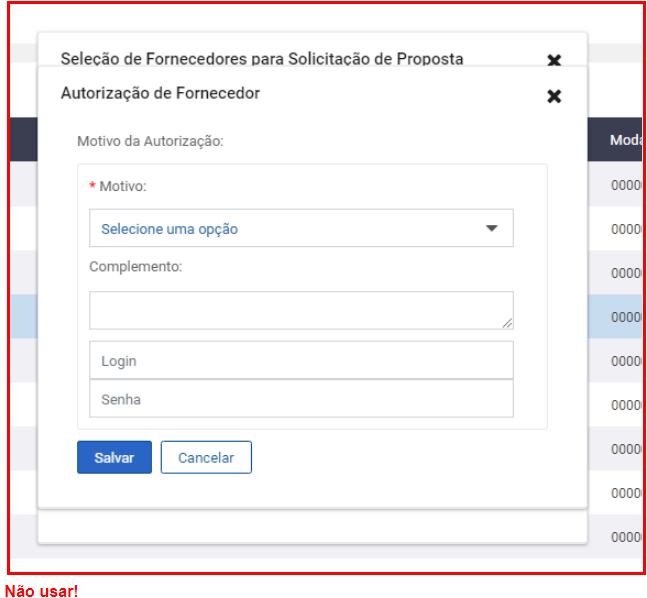 Seleção de Fornecedores para Solicitação de Proposta
Autorização de Fornecedor
Motivo da Autorização:
* Motivo:
Selecione uma opção
Complemento:
Login
Senha
Salvar Cancelar
Moda
0000
0000
0000
0000
0000
0000
0000
0000
0000
Não usar!